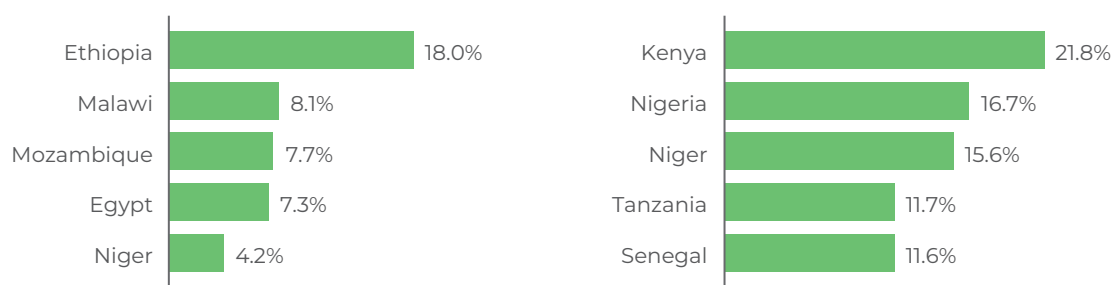 Ethiopia 18.0%
Malawi 8.1%
Mozambique 7.7%
Egypt 7.3%
Niger 4.2%
Kenya 21.8%
Nigeria 16.7%
Niger 15.6%
Tanzania 11.7%
Senegal 11.6%